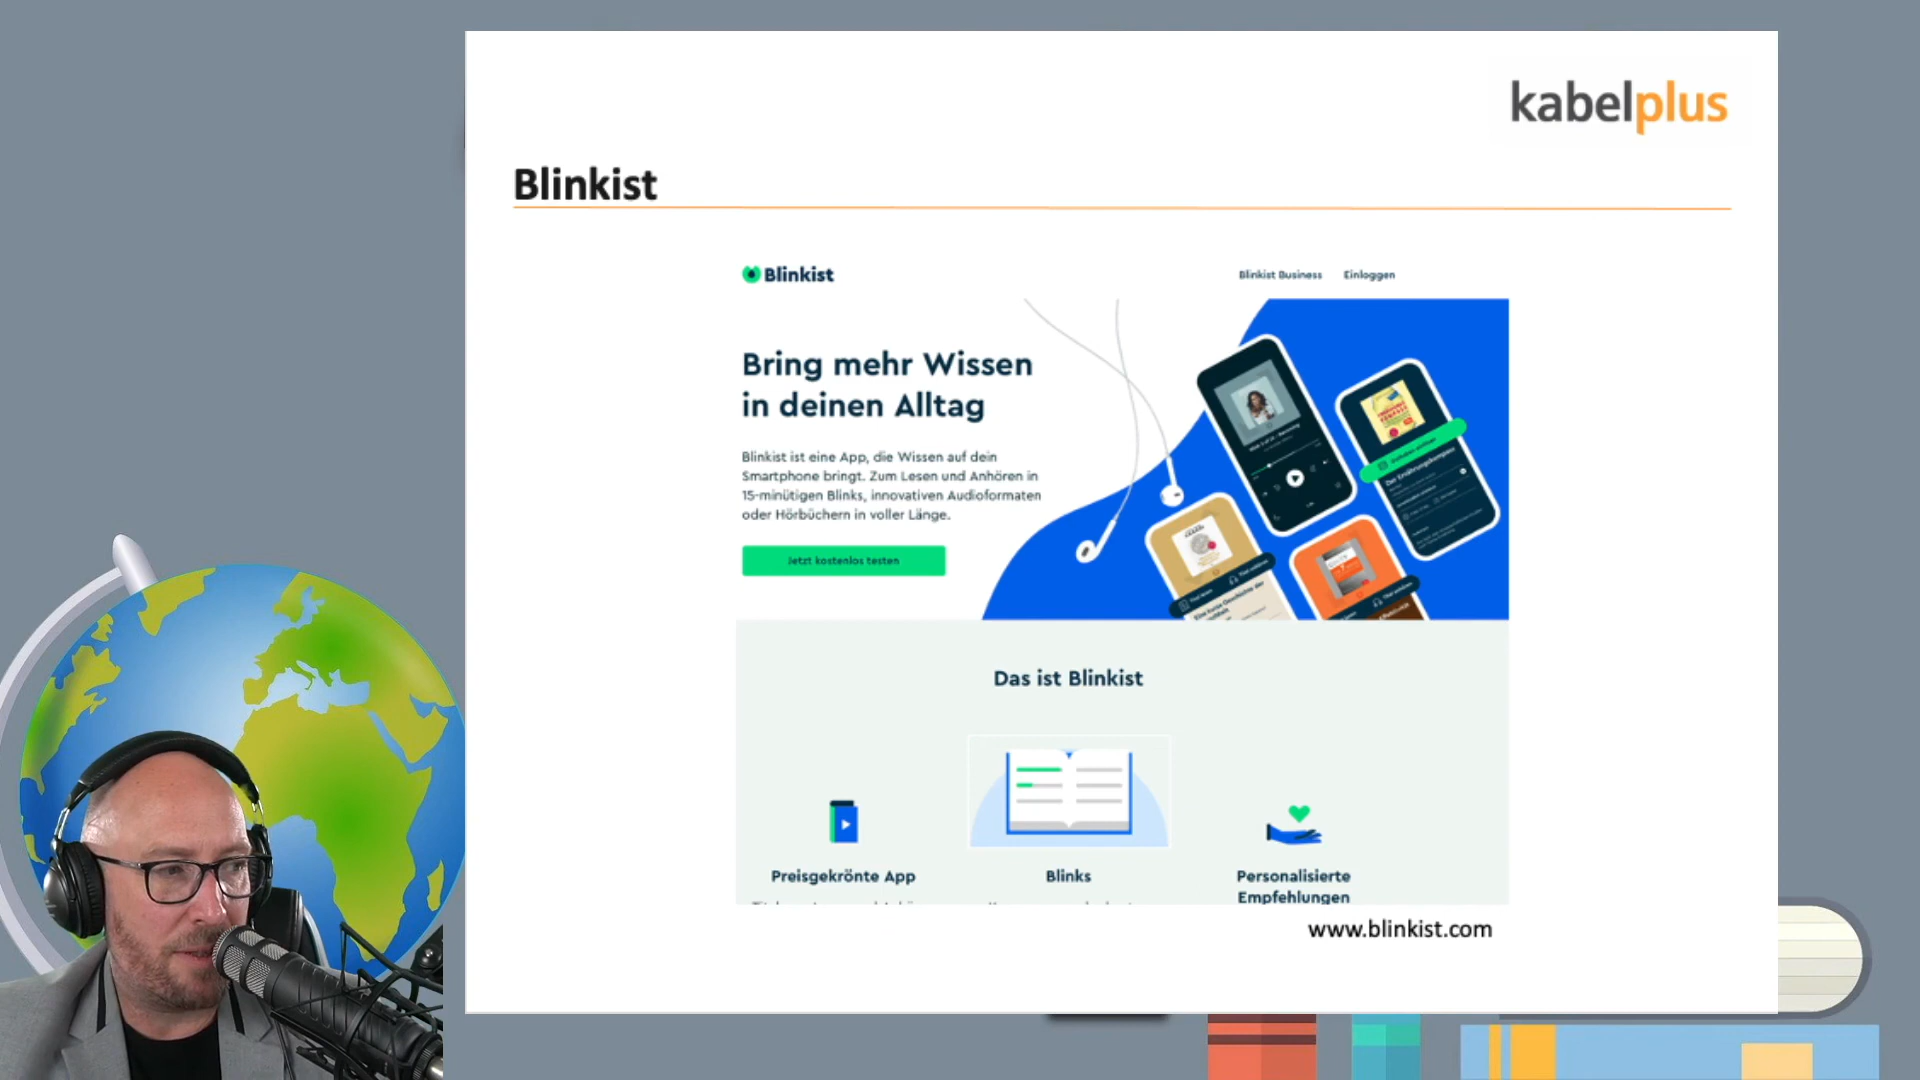 kabelplus
Blinkist
Blinkist
Blinkist Business Einloggen
Bring mehr Wissen
in deinen Alltag
Blinkist ist eine App, die Wissen auf dein
Smartphone bringt. Zum Lesen und Anhören in
15-minütigen Blinks, innovativen Audioformaten
oder Hörbüchern in voller Länge.
Jetzt kostenlos testen
Der Ernährungskompass
Das ist Blinkist
Preisgekrönte App
Blinks
Personalisierte
Empfehlungen
www.blinkist.com